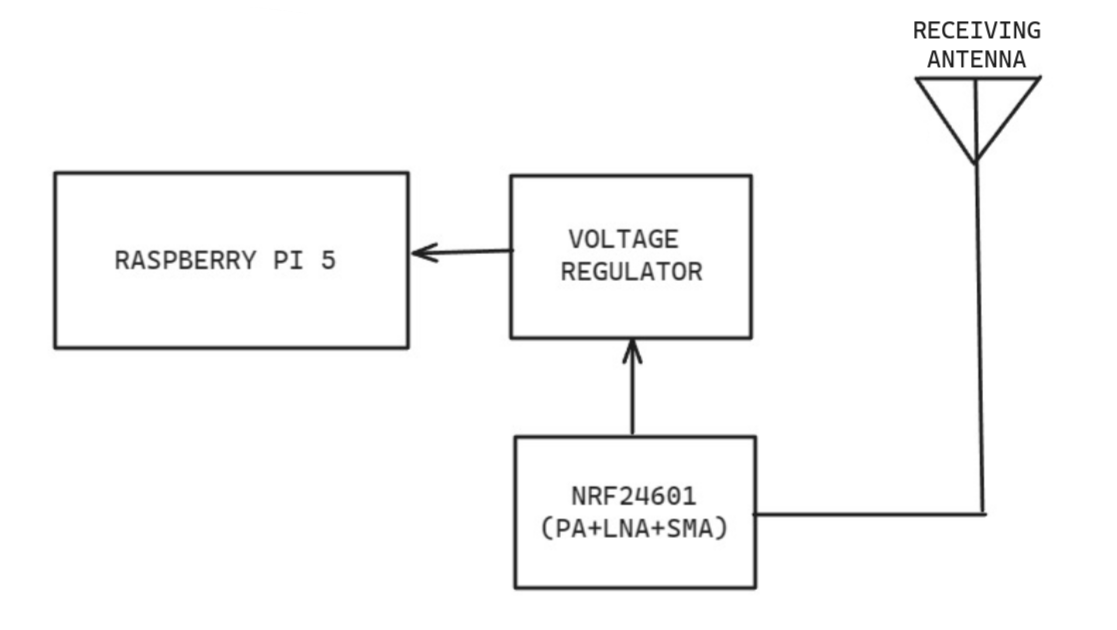 RECEIVING
ANTENNA
RASPBERRY PI 5
VOLTAGE
REGULATOR
NRF24601
(PA+LNA+SMA)